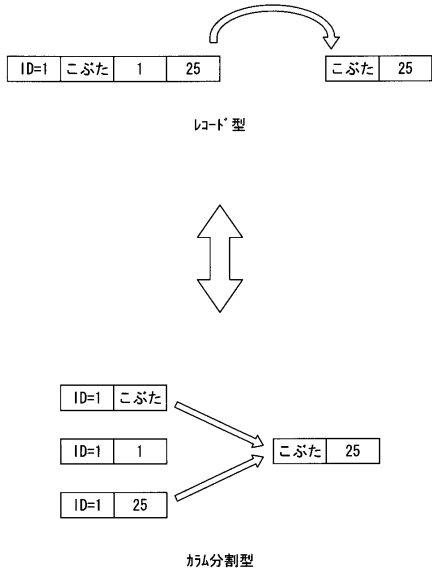 ID=1 こぶた 1 25 こぶた 25
ﾚｺｰﾄﾞ型
ID=1 こぶた
ID=1 1 こぶた 25
ID=1 25
ｶﾗﾑ分割型